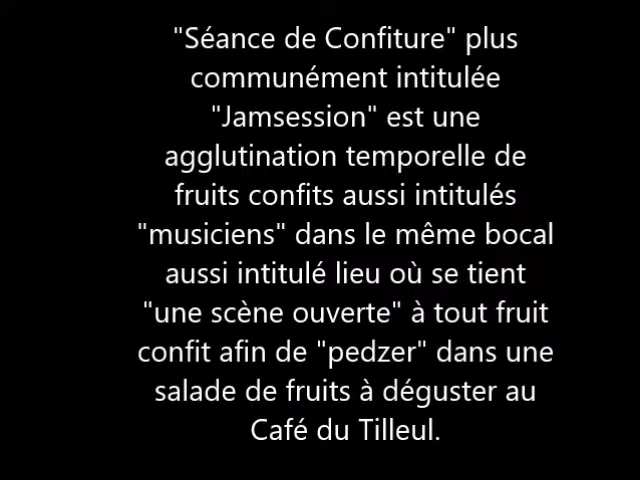 "Séance de Confiture" plus
communément intitulée
"Jamsession" est une
agglutination temporelle de
fruits confits aussi intitulés
"musiciens" dans le même bocal
aussi intitulé lieu où se tient
"une scène ouverte" à tout fruit
confit afin de "pedzer" dans une
salade de fruits à déguster au
Café du Tilleul.